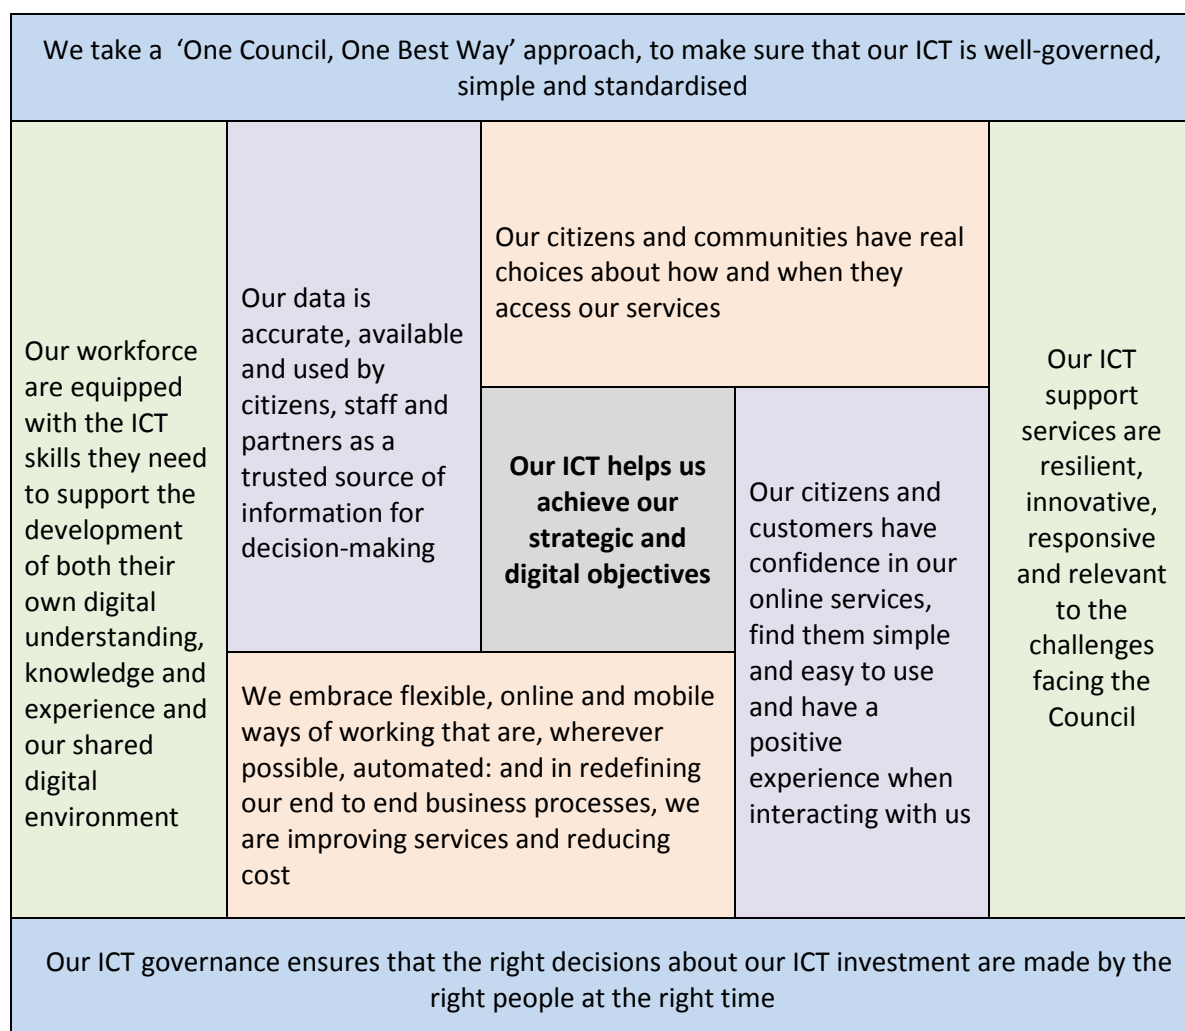 We take a  ‘One Council, One Best Way’ approach, to make sure that our ICT is well-governed,
simple and standardised
Our workforce
are equipped
with the ICT
skills they need
to support the
development
of both their
own digital
understanding,
knowledge and
experience and
our shared
digital
environment
Our data is
accurate, available
and used by
citizens, staff and
partners as a
trusted source of
information for
decision-making
Our citizens and communities have real
choices about how and when they
access our services
Our ICT helps us
achieve our
strategic and
digital objectives
Our citizens and
customers have
confidence in our
online services,
find them simple
and easy to use
and have a
positive
experience when
interacting with us
Our ICT
support
services are
resilient,
innovative,
responsive
and relevant
to the
challenges
facing the
Council
We embrace flexible, online and mobile
ways of working that are, wherever
possible, automated: and in redefining
our end to end business processes, we
are improving services and reducing
cost
Our ICT governance ensures that the right decisions about our ICT investment are made by the
right people at the right time